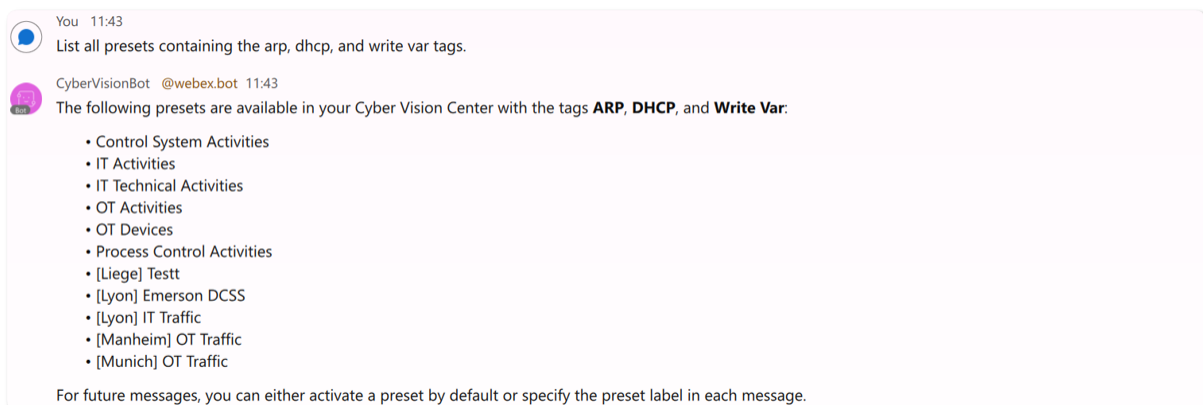 You 11:43
List all presets containing the arp, dhcp, and write var tags.
CyberVisionBot @webex.bot 11:43
Bot
The following presets are available in your Cyber Vision Center with the tags ARP, DHCP, and Write Var:
• Control System Activities
• IT Activities
• IT Technical Activities
• OT Activities
• OT Devices
• Process Control Activities
• [Liege] Testt
• [Lyon] Emerson DCSS
• [Lyon] IT Traffic
• [Manheim] OT Traffic
• [Munich] OT Traffic
For future messages, you can either activate a preset by default or specify the preset label in each message.